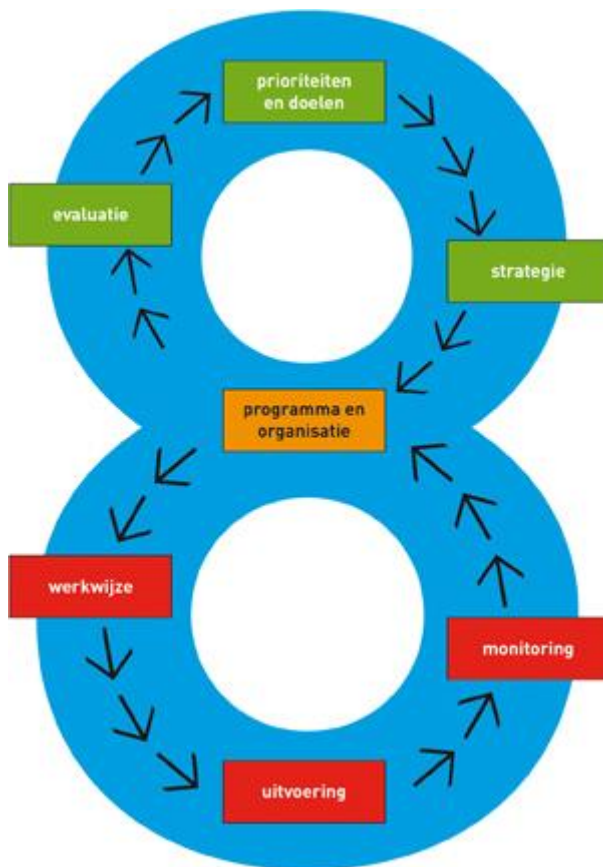 prioriteiten
en doelen
evaluatie
strategie
programma en
organisatie
werkwijze
monitoring
uitvoering